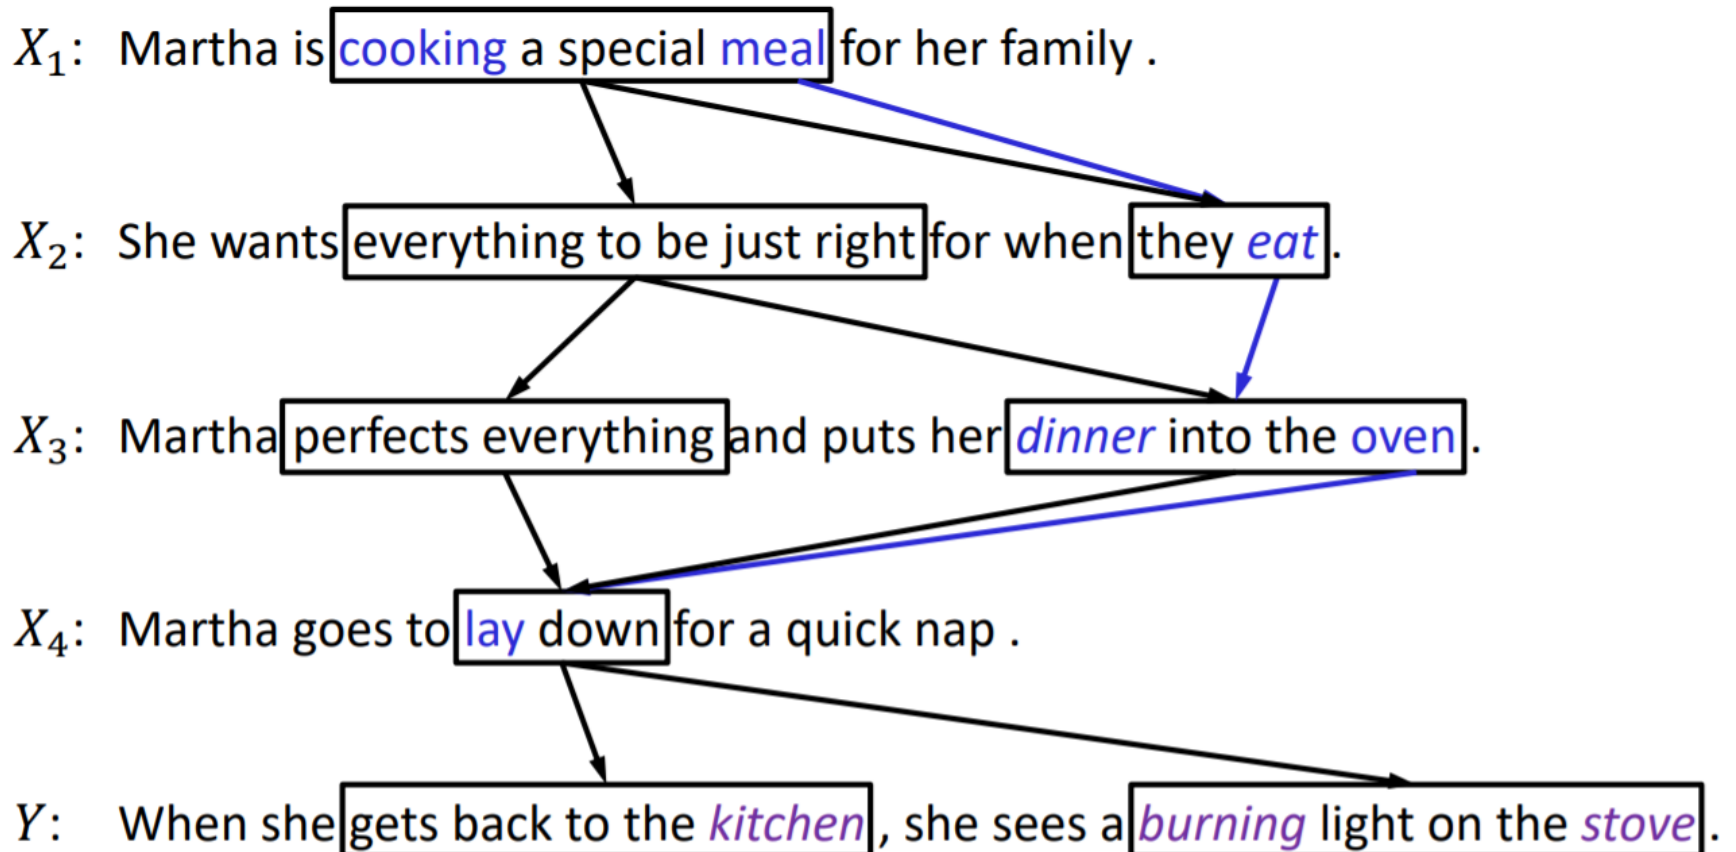 X₁: Martha is cooking a special meal for her family .
X₂: She wants everything to be just right for when they eat .
X₃: Martha perfects everything and puts her dinner into the oven .
X₄: Martha goes to lay down for a quick nap .
Y: When she gets back to the kitchen , she sees a burning light on the stove .